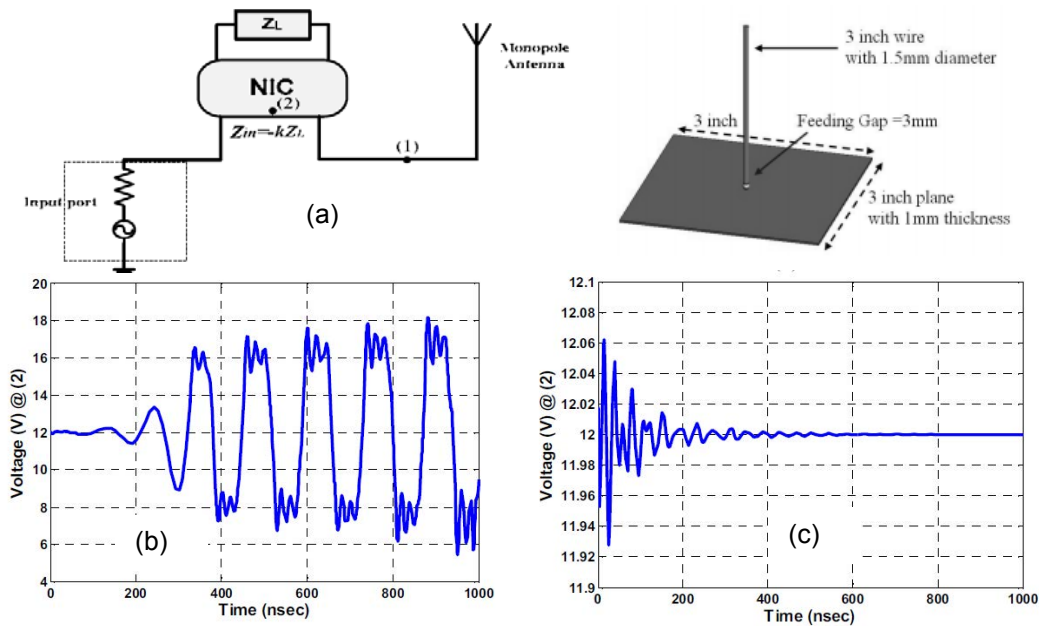 ZL
NIC
(2)
Zin=-kZL
(1)
Monopole
Antenna
Input port
(a)
3 inch wire
with 1.5mm diameter
3 inch
Feeding Gap =3mm
3 inch plane
with 1mm thickness
20
18
16
14
12
10
8
6
4
0
200
400
600
800
1000
Voltage (V) @ (2)
Time (nsec)
(b)
12.1
12.08
12.06
12.04
12.02
12
11.98
11.96
11.94
11.92
11.9
0
200
400
600
800
1000
Voltage (V) @ (2)
Time (nsec)
(c)